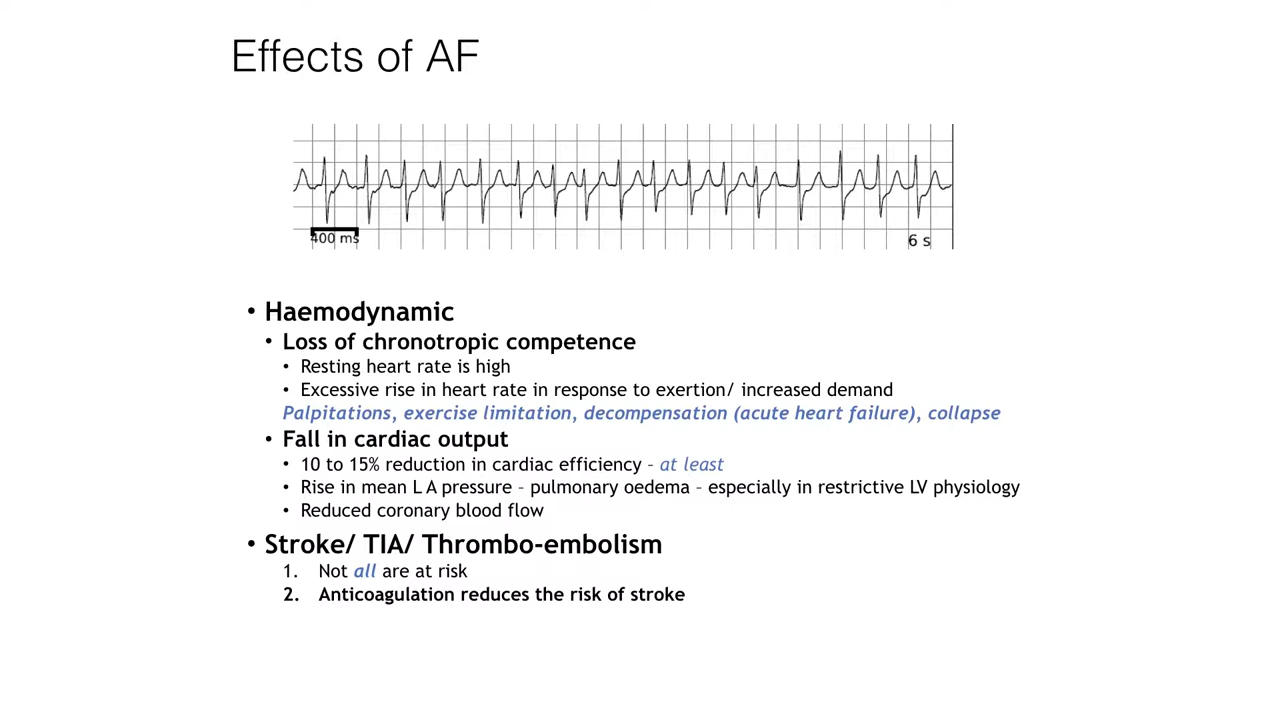 Effects of AF
400 ms
6 s
• Haemodynamic
• Loss of chronotropic competence
• Resting heart rate is high
• Excessive rise in heart rate in response to exertion/ increased demand
Palpitations, exercise limitation, decompensation (acute heart failure), collapse
• Fall in cardiac output
• 10 to 15% reduction in cardiac efficiency – at least
• Rise in mean L A pressure – pulmonary oedema – especially in restrictive LV physiology
• Reduced coronary blood flow
• Stroke/ TIA/ Thrombo-embolism
1. Not all are at risk
2. Anticoagulation reduces the risk of stroke